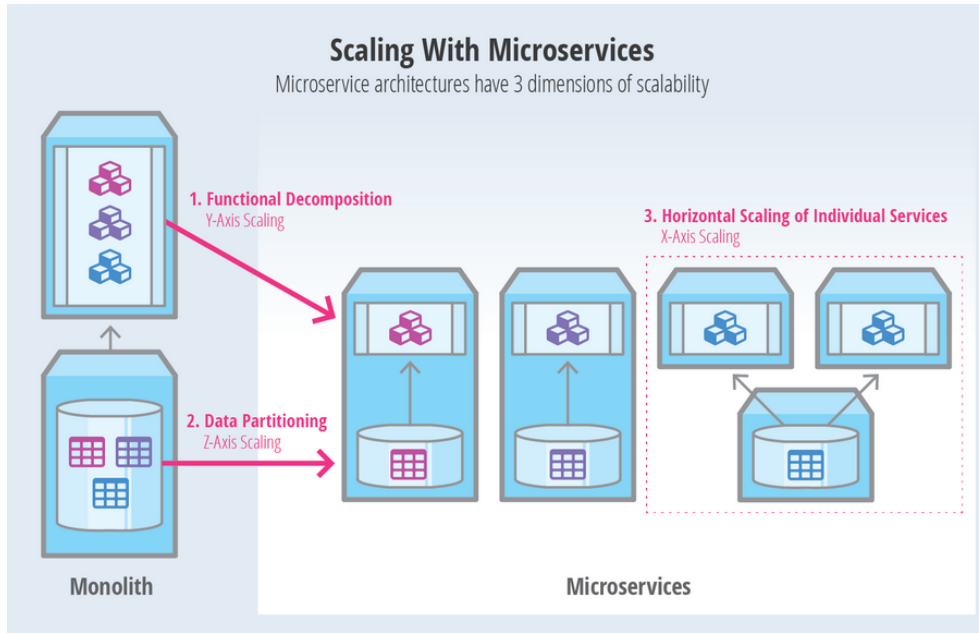 Scaling With Microservices
Microservice architectures have 3 dimensions of scalability
1. Functional Decomposition
Y-Axis Scaling
3. Horizontal Scaling of Individual Services
X-Axis Scaling
2. Data Partitioning
Z-Axis Scaling
Monolith
Microservices